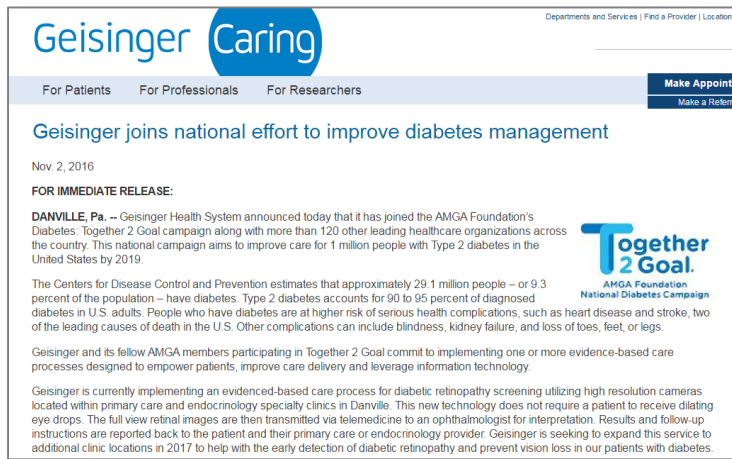 Departments and Services | Find a Provider | Location
Geisinger Caring
For Patients For Professionals For Researchers
Make Appoint
Make a Refer
Geisinger joins national effort to improve diabetes management
Nov. 2, 2016
FOR IMMEDIATE RELEASE:
DANVILLE, Pa. -- Geisinger Health System announced today that it has joined the AMGA Foundation's
Diabetes: Together 2 Goal campaign along with more than 120 other leading healthcare organizations across
the country. This national campaign aims to improve care for 1 million people with Type 2 diabetes in the
United States by 2019.
Together
2 Goal.
AMGA Foundation
National Diabetes Campaign
The Centers for Disease Control and Prevention estimates that approximately 29.1 million people – or 9.3
percent of the population – have diabetes. Type 2 diabetes accounts for 90 to 95 percent of diagnosed
diabetes in U.S. adults. People who have diabetes are at higher risk of serious health complications, such as heart disease and stroke, two
of the leading causes of death in the U.S. Other complications can include blindness, kidney failure, and loss of toes, feet, or legs.
Geisinger and its fellow AMGA members participating in Together 2 Goal commit to implementing one or more evidence-based care
processes designed to empower patients, improve care delivery and leverage information technology.
Geisinger is currently implementing an evidenced-based care process for diabetic retinopathy screening utilizing high resolution cameras
located within primary care and endocrinology specialty clinics in Danville. This new technology does not require a patient to receive dilating
eye drops. The full view retinal images are then transmitted via telemedicine to an ophthalmologist for interpretation. Results and follow-up
instructions are reported back to the patient and their primary care or endocrinology provider. Geisinger is seeking to expand this service to
additional clinic locations in 2017 to help with the early detection of diabetic retinopathy and prevent vision loss in our patients with diabetes.